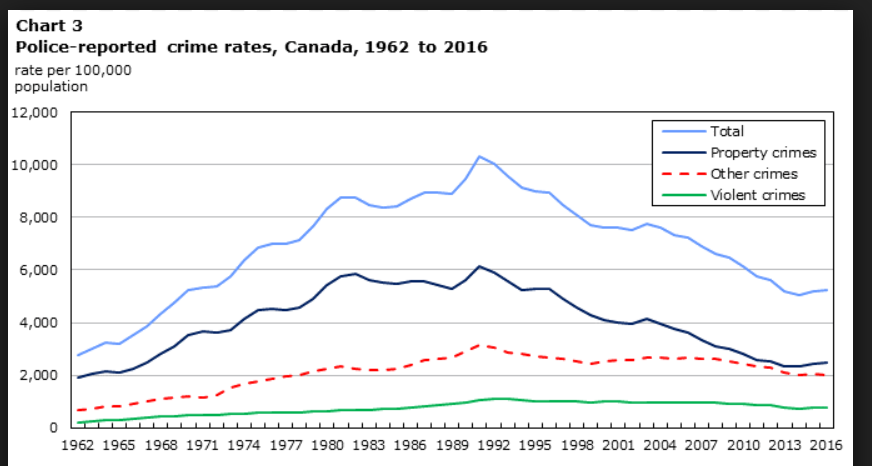 Chart 3
Police-reported crime rates, Canada, 1962 to 2016
rate per 100,000
population
12,000
10,000
8,000
6,000
4,000
2,000
0
Total
Property crimes
Other crimes
Violent crimes
1962 1965 1968 1971 1974 1977 1980 1983 1986 1989 1992 1995 1998 2001 2004 2007 2010 2013 2016